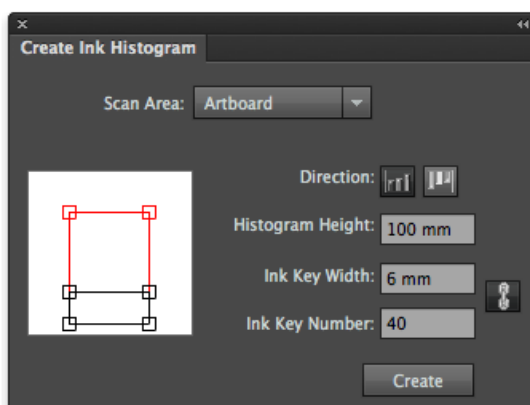 Create Ink Histogram
Scan Area: Artboard
Direction:
Histogram Height: 100 mm
Ink Key Width: 6 mm
Ink Key Number: 40
Create